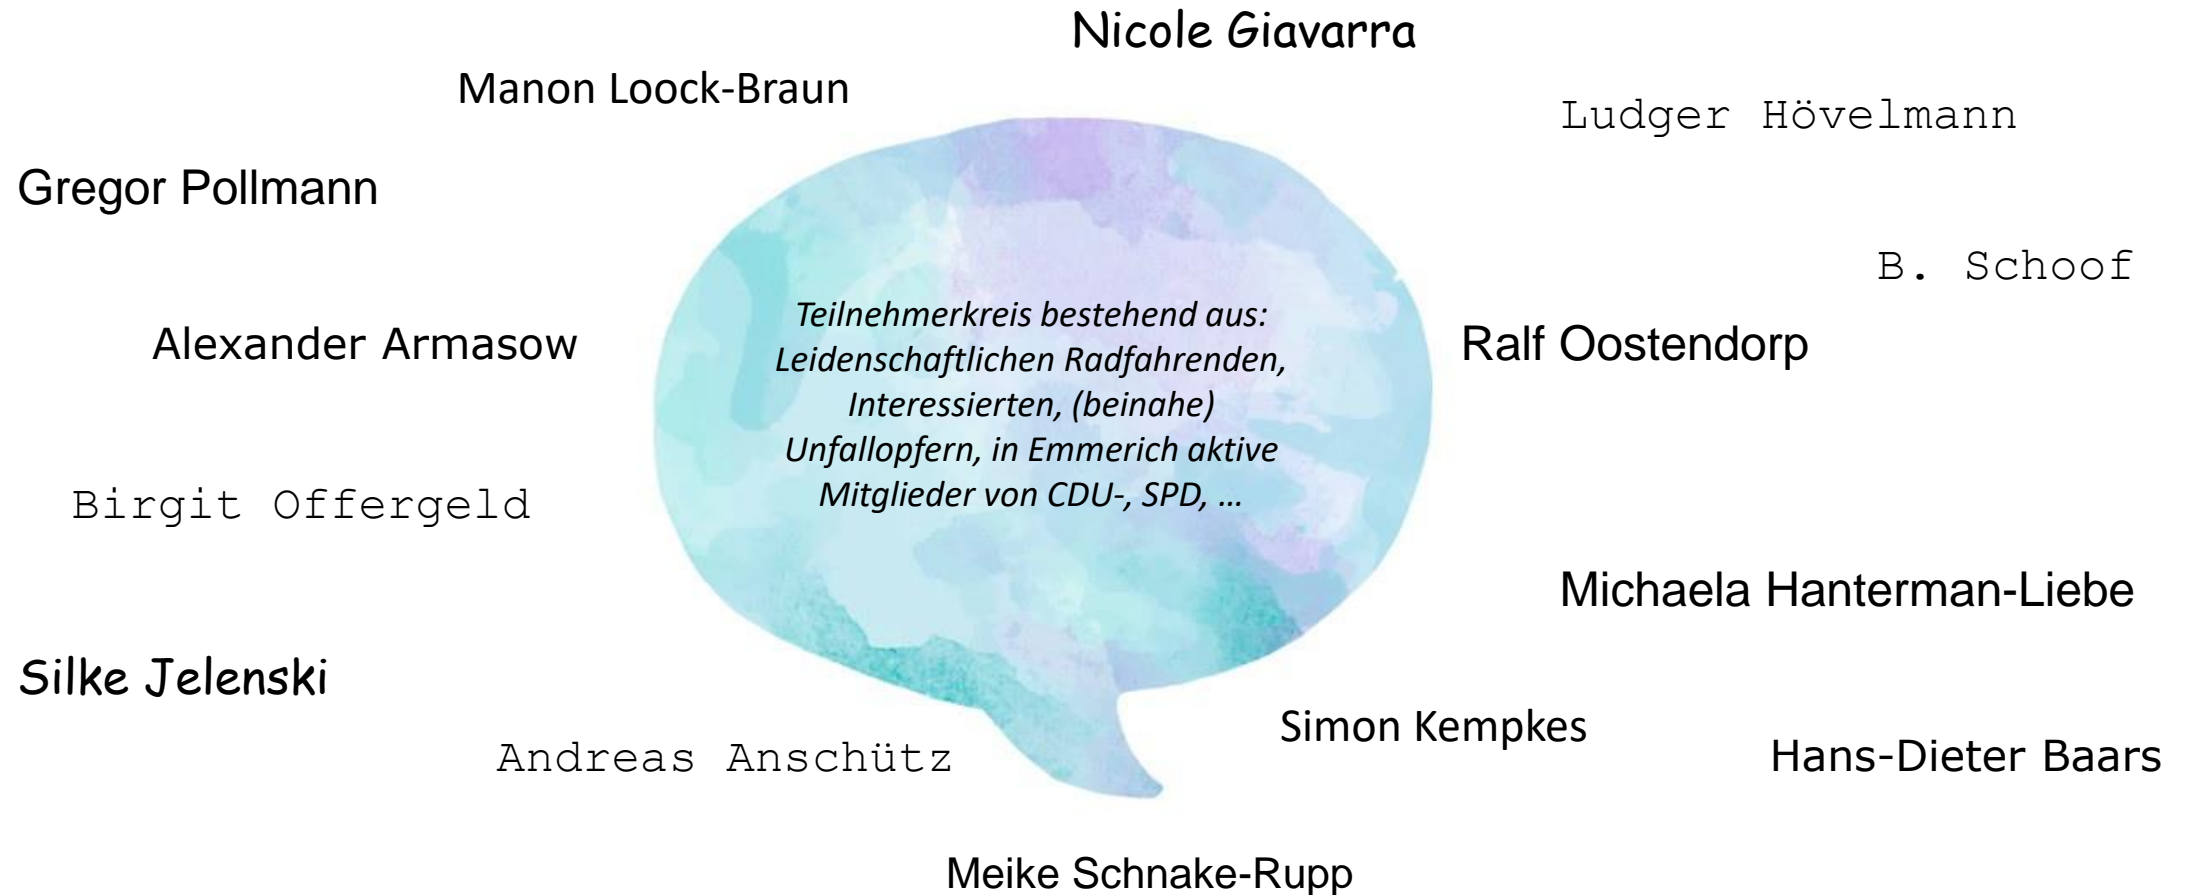 Nicole Giavarra
Manon Loock-Braun
Ludger Hövelmann
Gregor Pollmann
B. Schoof
Alexander Armasow
Ralf Oostendorp
Teilnehmerkreis bestehend aus:
Leidenschaftlichen Radfahrenden,
Interessierten, (beinahe)
Unfallopfern, in Emmerich aktive
Mitglieder von CDU-, SPD, …
Birgit Offergeld
Michaela Hanterman-Liebe
Silke Jelenski
Simon Kempkes
Andreas Anschütz
Hans-Dieter Baars
Meike Schnake-Rupp